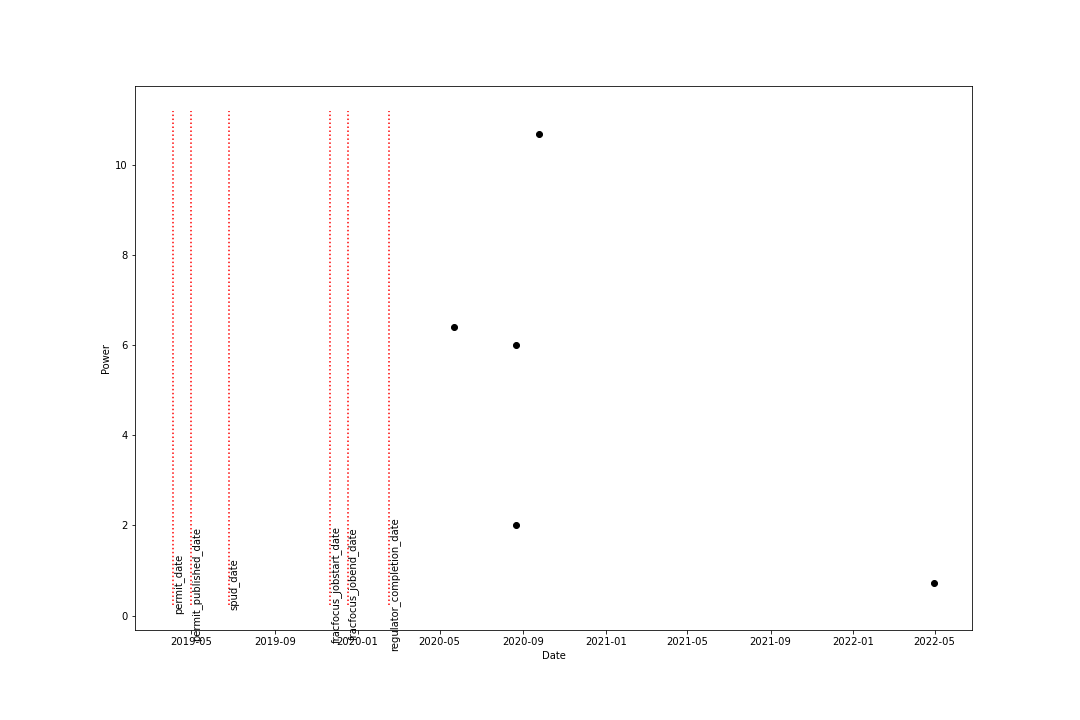 10
8
6
4
2
0
Power
permit_date
permit_published_date
spud_date
fracfocus_jobstart_date
fracfocus_jobend_date
regulator_completion_date
2019-05
2019-09
2020-01
2020-05
2020-09
2021-01
2021-05
2021-09
2022-01
2022-05
Date